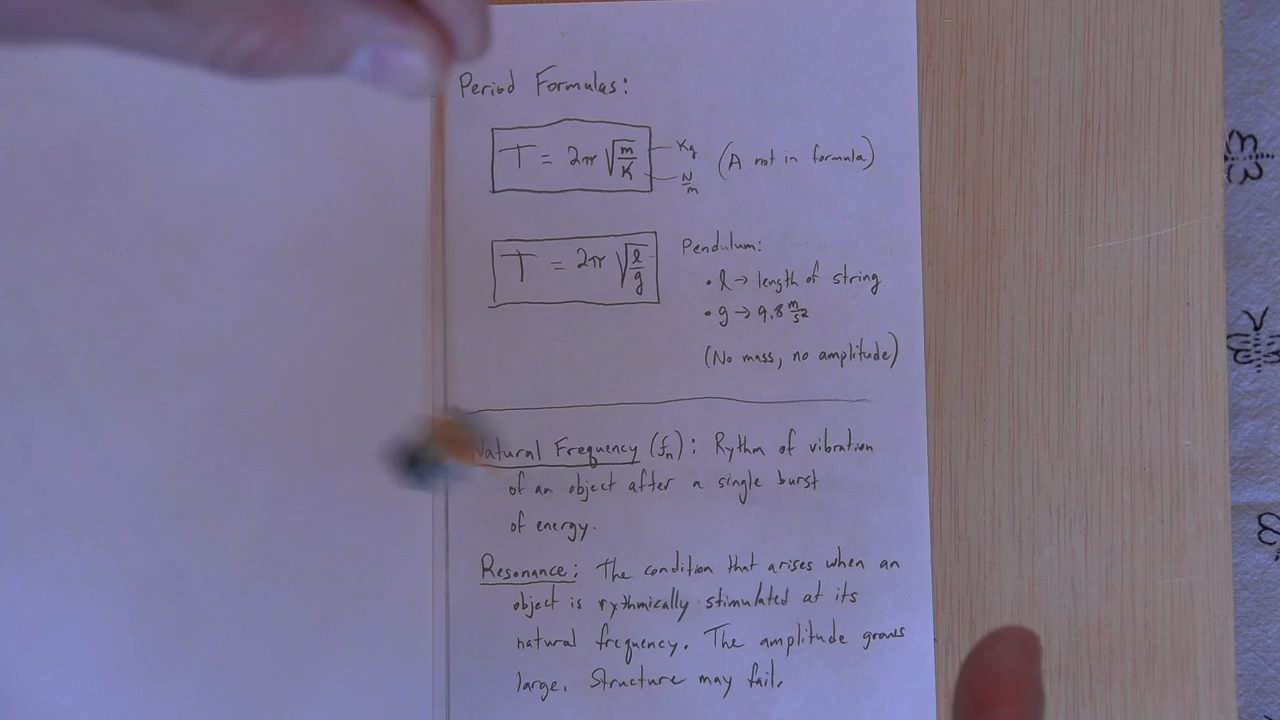 Period Formulas:
T = 2π √(m/K) Kg N/m (A not in formula)
T = 2π √(l/g) Pendulum:
• l → length of string
• g → 9.8 m/s²
(No mass, no amplitude)
Natural Frequency (fn): Rythm of vibration
of an object after a single burst
of energy.
Resonance: The condition that arises when an
object is rythmically stimulated at its
natural frequency. The amplitude grows
large. Structure may fail.